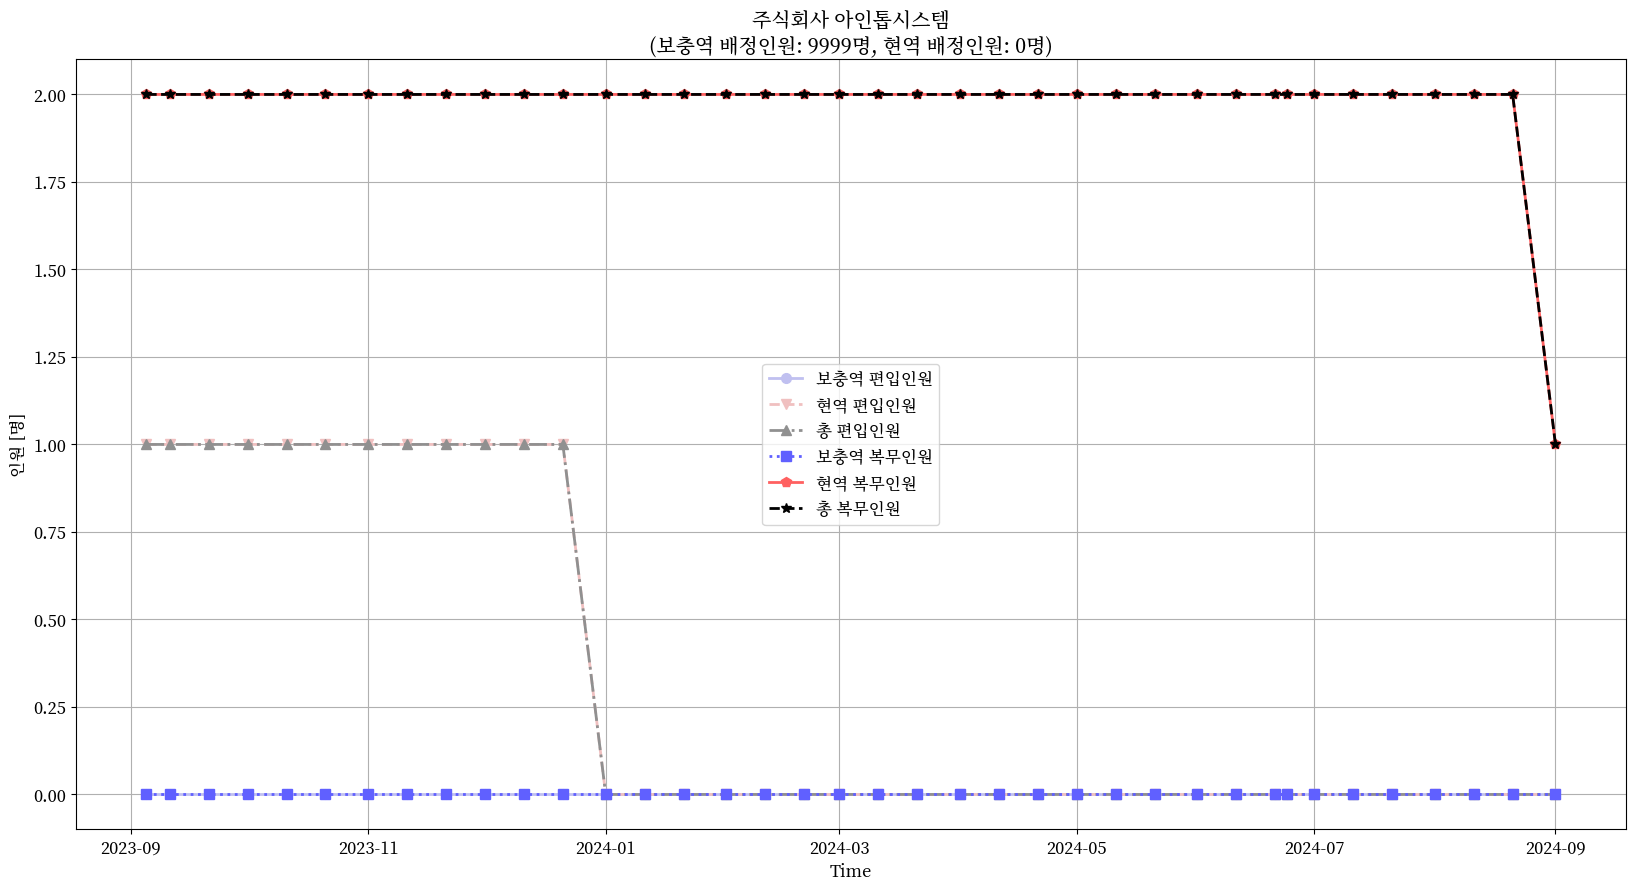 주식회사 아인톱시스템
(보충역 배정인원: 9999명, 현역 배정인원: 0명)
인원 [명]
2.00
1.75
1.50
1.25
1.00
0.75
0.50
0.25
0.00
보충역 편입인원
현역 편입인원
총 편입인원
보충역 복무인원
현역 복무인원
총 복무인원
2023-09
2023-11
2024-01
2024-03
2024-05
2024-07
2024-09
Time